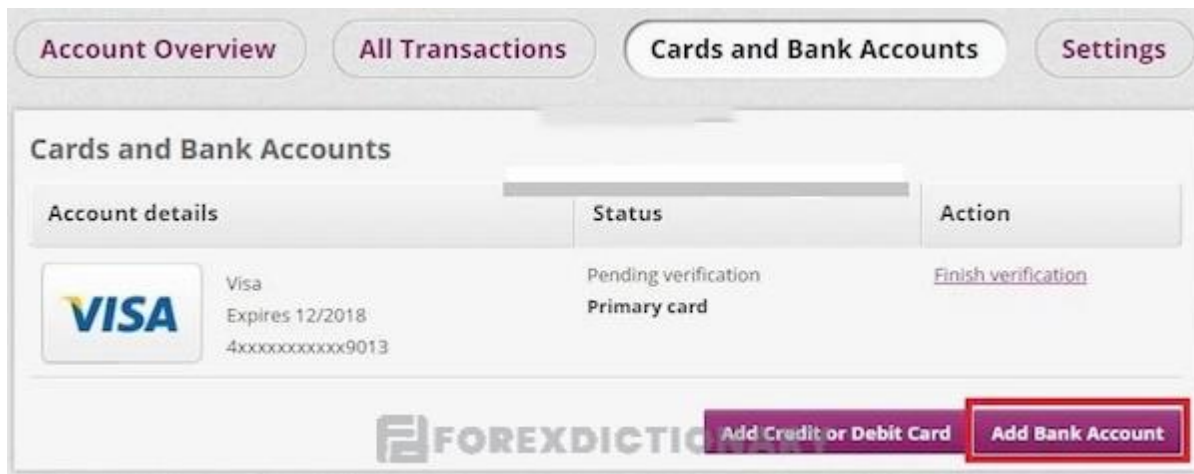 Account Overview All Transactions Cards and Bank Accounts Settings
Cards and Bank Accounts
Account details Status Action
VISA
Visa
Expires 12/2018
4xxxxxxxxxxx9013
Pending verification
Primary card
Finish verification
FOREXDICTIONARY
Add Credit or Debit Card Add Bank Account